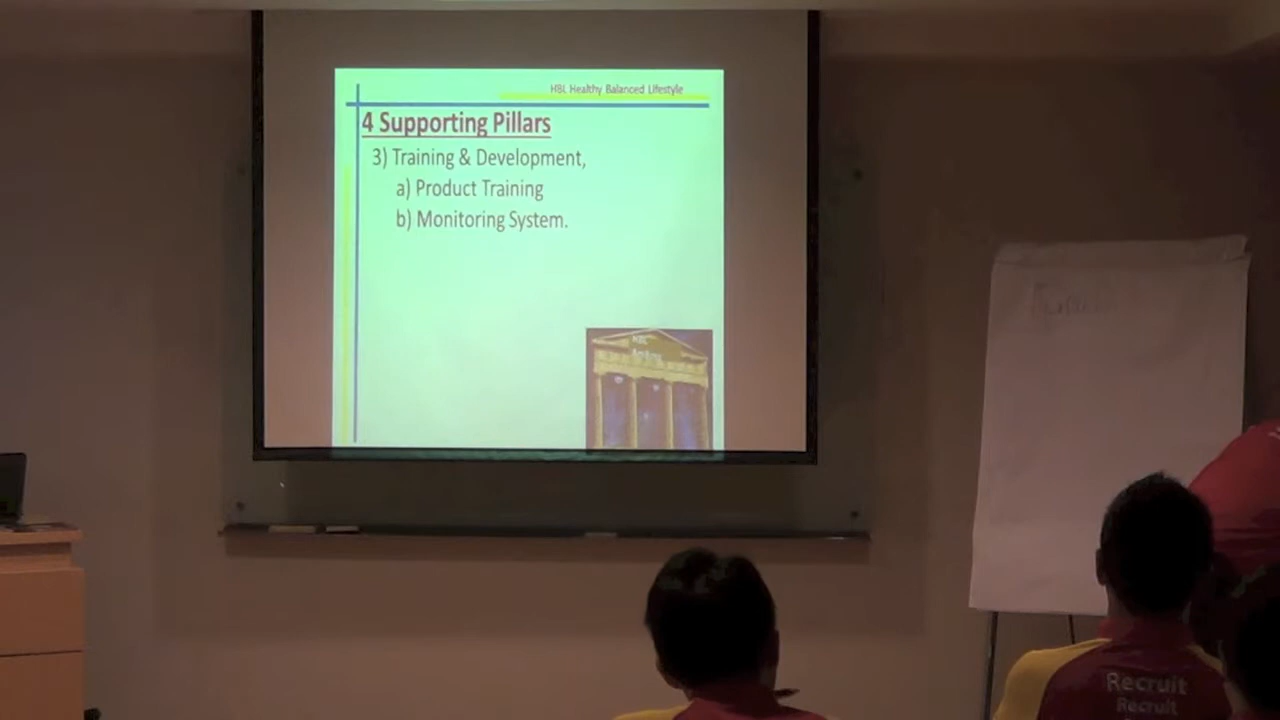 HBL Healthy Balanced Lifestyle
4 Supporting Pillars
3) Training & Development,
a) Product Training
b) Monitoring System.
Recruit
Recruit